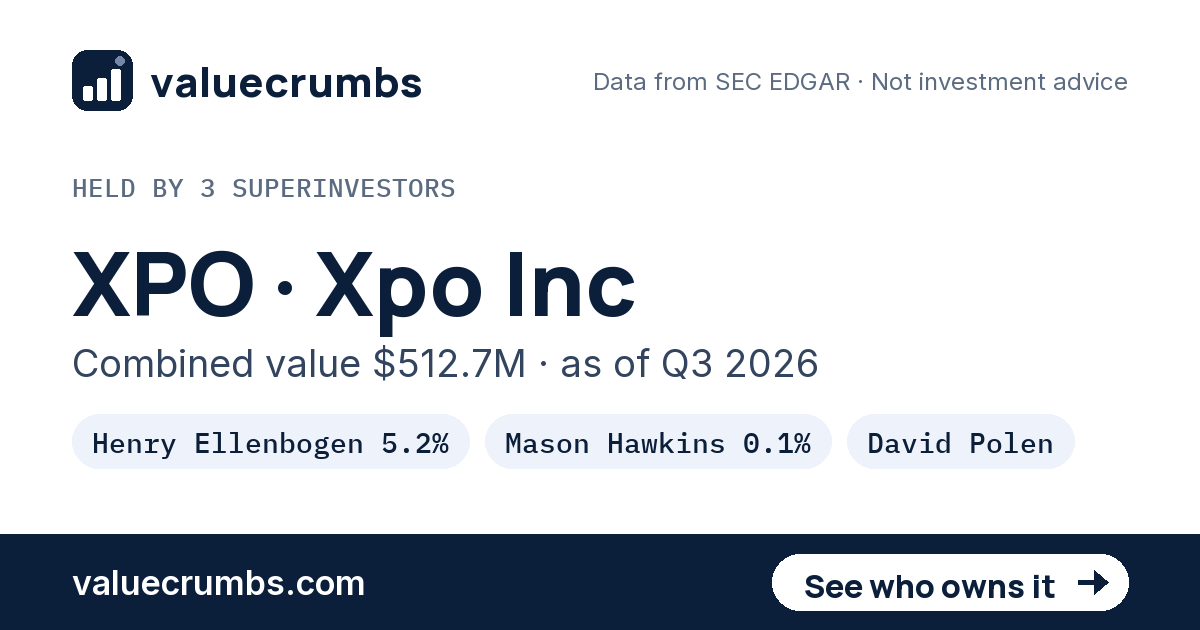 valuecrumbs
Data from SEC EDGAR · Not investment advice
HELD BY 3 SUPERINVESTORS
XPO · Xpo Inc
Combined value $512.7M · as of Q3 2026
Henry Ellenbogen 5.2%
Mason Hawkins 0.1%
David Polen
valuecrumbs.com
See who owns it →